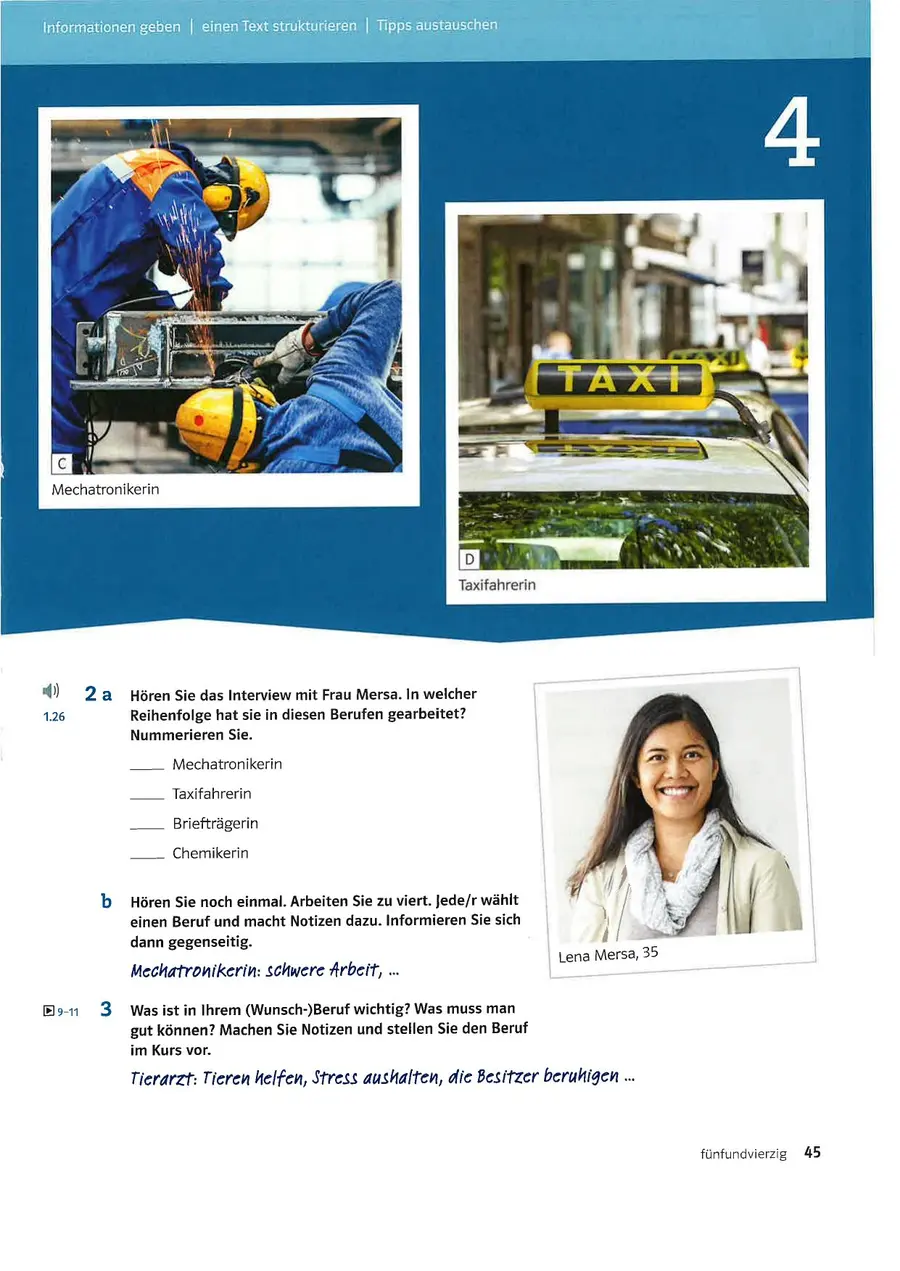 Informationen geben | einen Text strukturieren | Tipps austauschen
4
C
Mechatronikerin
TAXI
D
Taxifahrerin
1.26
2 a Hören Sie das Interview mit Frau Mersa. In welcher
Reihenfolge hat sie in diesen Berufen gearbeitet?
Nummerieren Sie.
____ Mechatronikerin
____ Taxifahrerin
____ Briefträgerin
____ Chemikerin
b Hören Sie noch einmal. Arbeiten Sie zu viert. Jede/r wählt
einen Beruf und macht Notizen dazu. Informieren Sie sich
dann gegenseitig.
Mechatronikerin: schwere Arbeit, ...
Lena Mersa, 35
9–11 3 Was ist in Ihrem (Wunsch-)Beruf wichtig? Was muss man
gut können? Machen Sie Notizen und stellen Sie den Beruf
im Kurs vor.
Tierarzt: Tieren helfen, Stress aushalten, die Besitzer beruhigen ...
fünfundvierzig 45